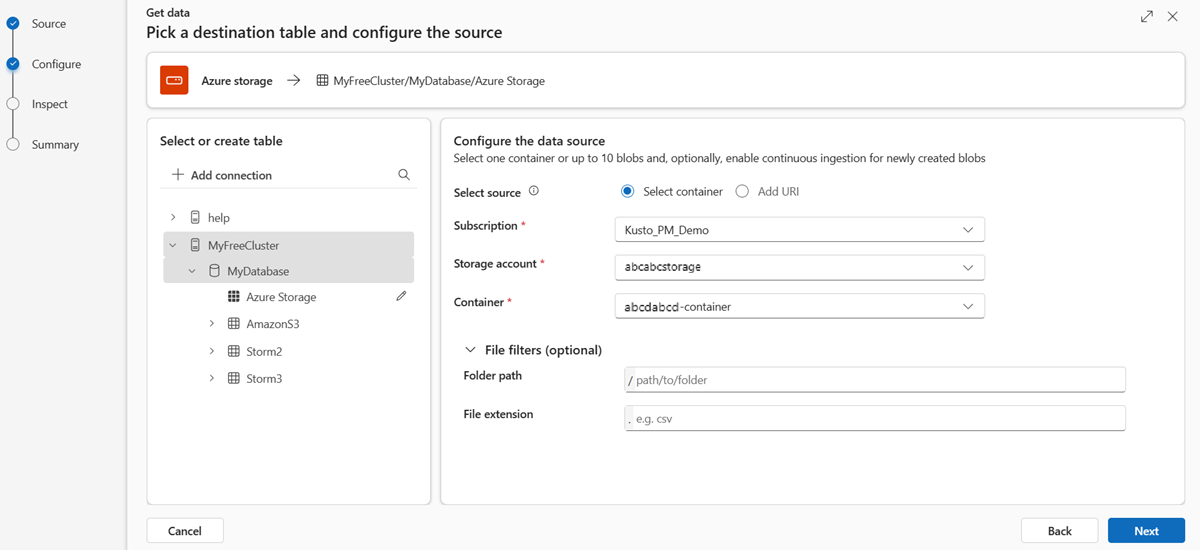 Source
Configure
Inspect
Summary
Get data
Pick a destination table and configure the source
Azure storage MyFreeCluster/MyDatabase/Azure Storage
Select or create table
Add connection
help
MyFreeCluster
MyDatabase
Azure Storage
AmazonS3
Storm2
Storm3
Configure the data source
Select one container or up to 10 blobs and, optionally, enable continuous ingestion for newly created blobs
Select source Select container Add URI
Subscription * Kusto_PM_Demo
Storage account * abcabcstorage
Container * abcdabcd-container
File filters (optional)
Folder path / path/to/folder
File extension . e.g. csv
Cancel Back Next